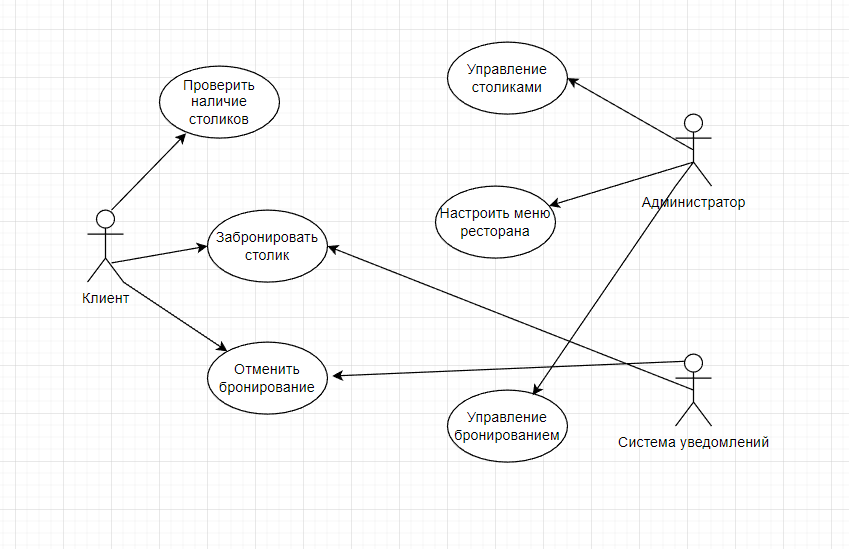 Управление
столиками
Проверить
наличие
столиков
Администратор
Настроить меню
ресторана
Забронировать
столик
Клиент
Отменить
бронирование
Управление
бронированием
Система уведомлений